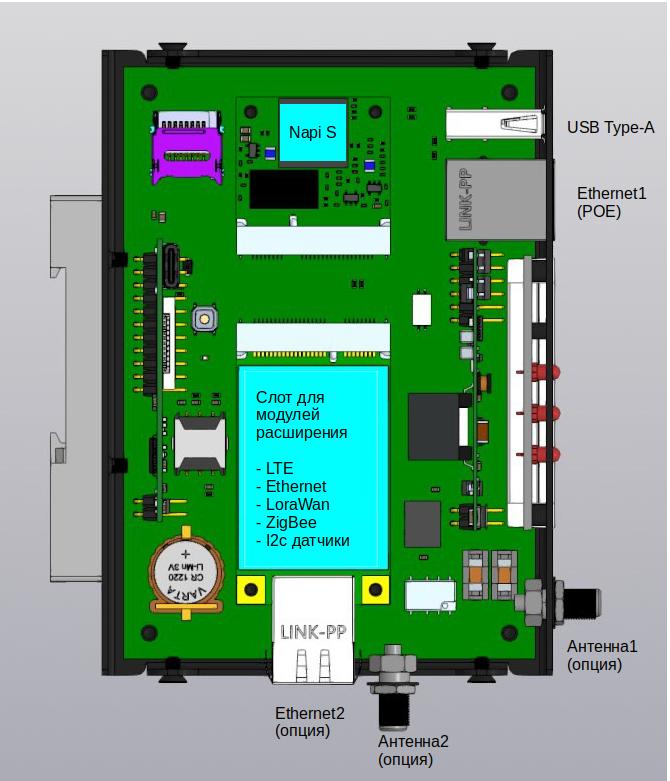 Napi S
USB Type-A
LINK-PP
Ethernet1
(POE)
Слот для
модулей
расширения
- LTE
- Ethernet
- LoraWan
- ZigBee
- I2c датчики
+
CR 1220
Li-Mn 3V
VARTA
LINK-PP
Антенна1
(опция)
Ethernet2
(опция)
Антенна2
(опция)